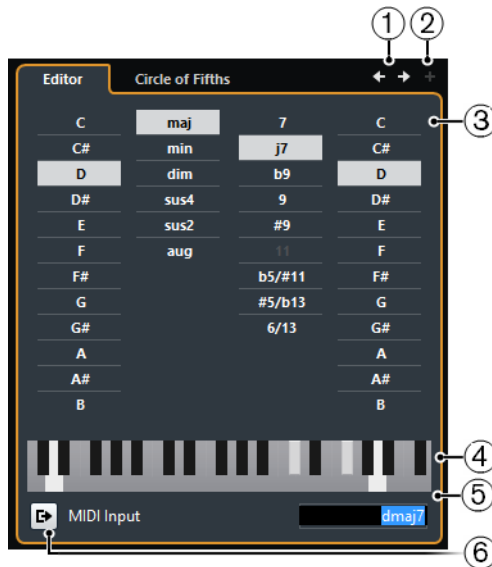 1 2
Editor Circle of Fifths
3
C maj 7 C
C# min j7 C#
D dim b9 D
D# sus4 9 D#
E sus2 #9 E
F aug 11 F
F# b5/#11 F#
G #5/b13 G
G# 6/13 G#
A A
A# A#
B B
4
5
MIDI Input dmaj7
6